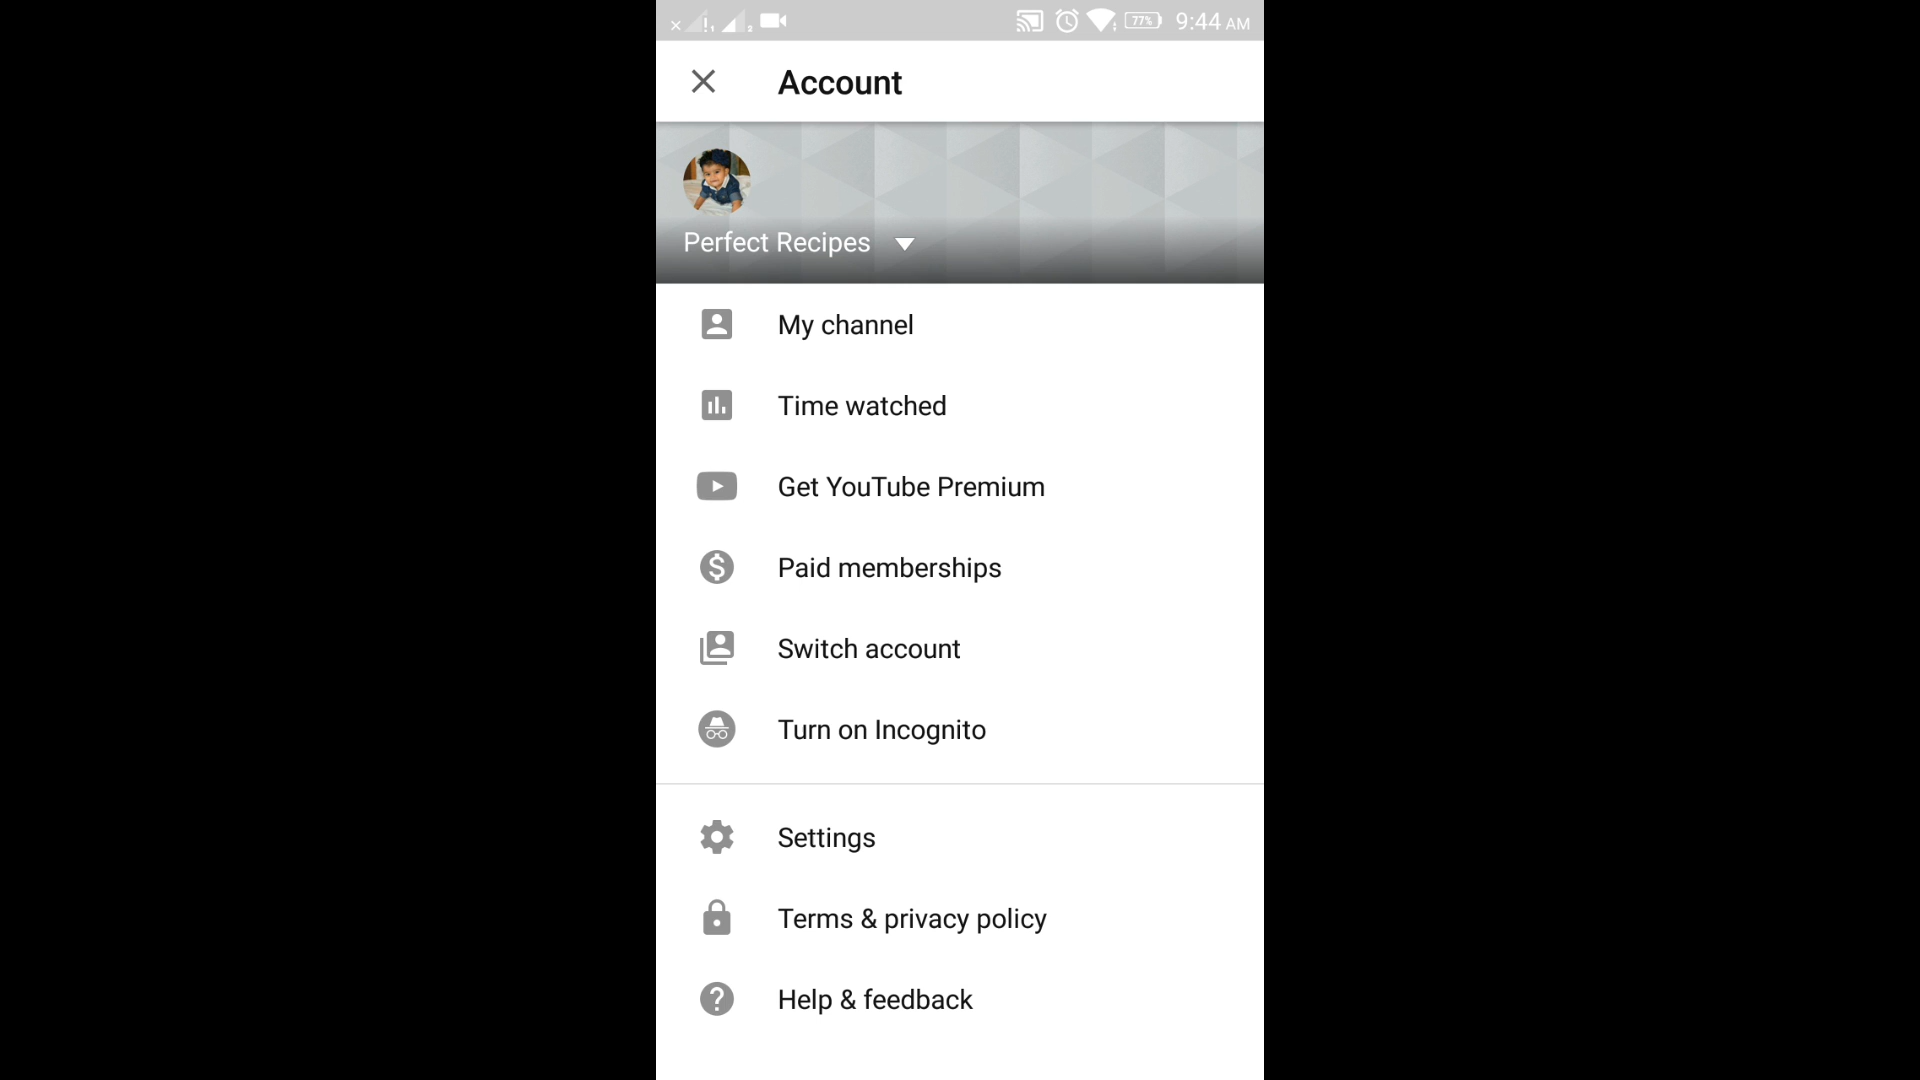 77% 9:44 AM
Account
Perfect Recipes
My channel
Time watched
Get YouTube Premium
Paid memberships
Switch account
Turn on Incognito
Settings
Terms & privacy policy
Help & feedback